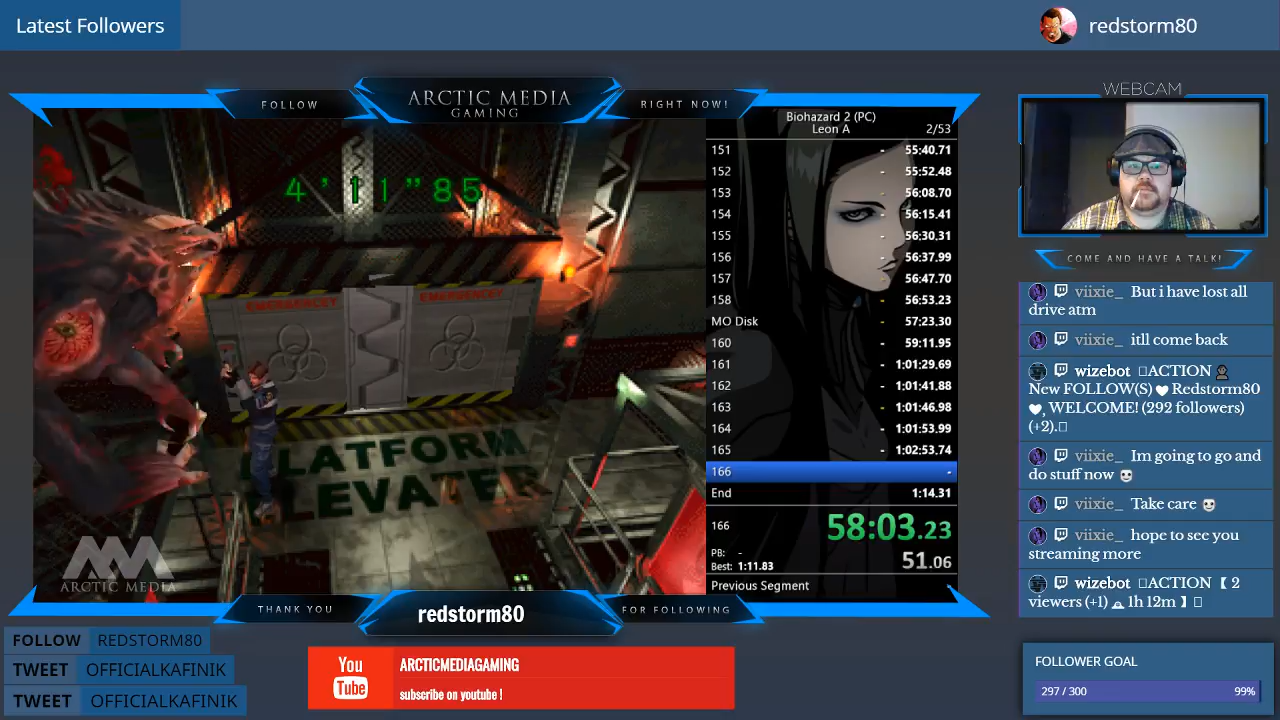 Latest Followers
redstorm80
FOLLOW
ARCTIC MEDIA
GAMING
RIGHT NOW!
4'11"85
EMERGENCY
EMERGENCY
PLATFORM
ELEVATER
ARCTIC MEDIA
Biohazard 2 (PC)
Leon A
2/53
151 - 55:40.71
152 - 55:52.48
153 - 56:08.70
154 - 56:15.41
155 - 56:30.31
156 - 56:37.99
157 - 56:47.70
158 - 56:53.23
MO Disk - 57:23.30
160 - 59:11.95
161 - 1:01:29.69
162 - 1:01:41.88
163 - 1:01:46.98
164 - 1:01:53.99
165 - 1:02:53.74
166 -
End 1:14.31
166 58:03.23
PB: -
Best: 1:11.83 51.06
Previous Segment -
WEBCAM
COME AND HAVE A TALK!
viixie_ But i have lost all
drive atm
viixie_ itll come back
wizebot ACTION
New FOLLOW(S) Redstorm80
, WELCOME! (292 followers)
(+2).
viixie_ Im going to go and
do stuff now
viixie_ Take care
viixie_ hope to see you
streaming more
wizebot ACTION 【 2
viewers (+1) 1h 12m 】
FOLLOWER GOAL
297 / 300 99%
THANK YOU
redstorm80
FOR FOLLOWING
FOLLOW REDSTORM80
TWEET OFFICIALKAFINIK
TWEET OFFICIALKAFINIK
You
Tube
ARCTICMEDIAGAMING
subscribe on youtube !